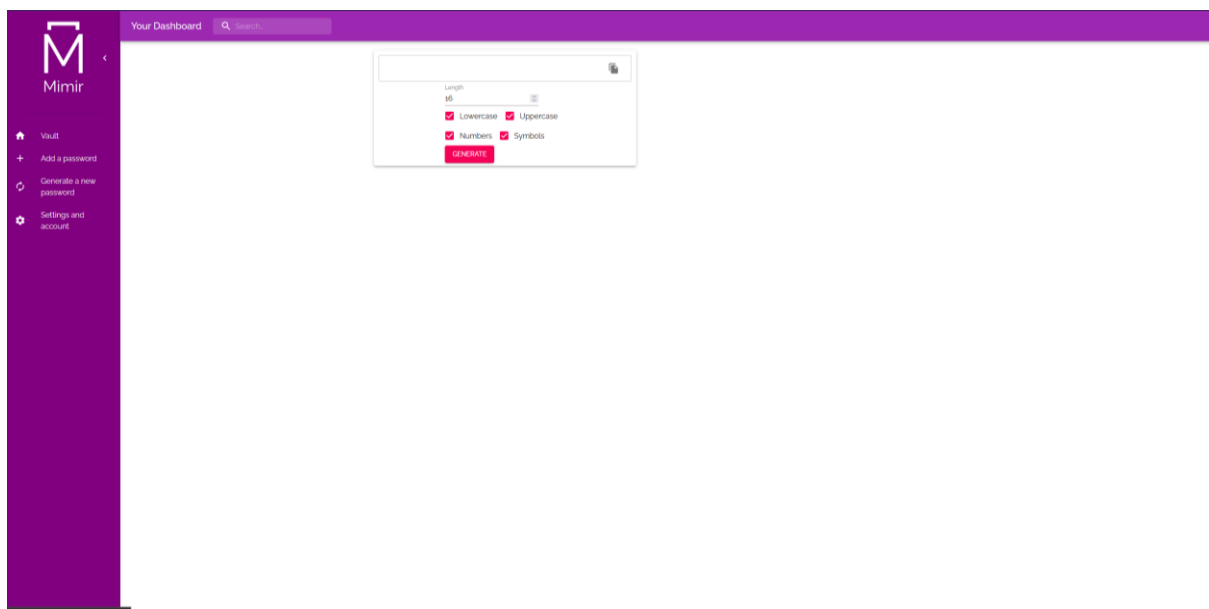 Your Dashboard Search...
M
Mimir
Vault
Add a password
Generate a new
password
Settings and
account
Length
16
Lowercase Uppercase
Numbers Symbols
GENERATE